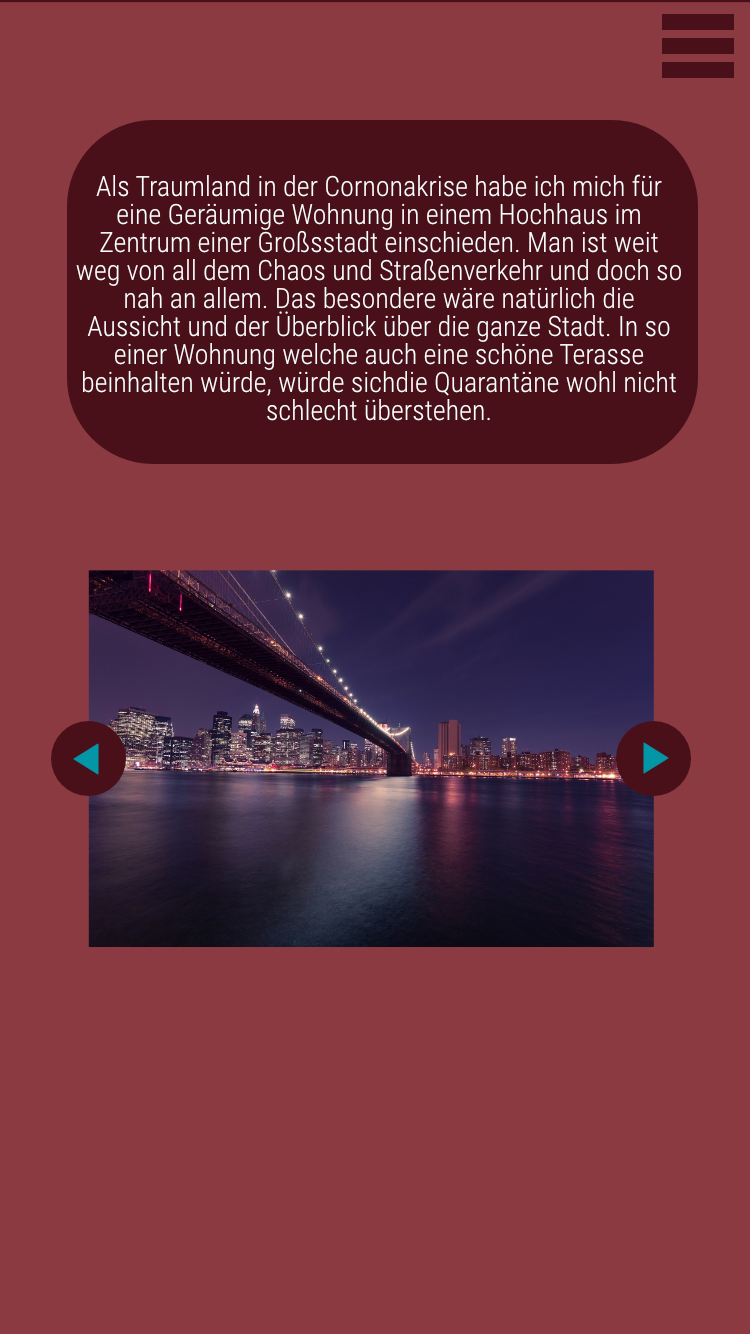 Als Traumland in der Cornonakrise habe ich mich für
eine Geräumige Wohnung in einem Hochhaus im
Zentrum einer Großsstadt einschieden. Man ist weit
weg von all dem Chaos und Straßenverkehr und doch so
nah an allem. Das besondere wäre natürlich die
Aussicht und der Überblick über die ganze Stadt. In so
einer Wohnung welche auch eine schöne Terasse
beinhalten würde, würde sichdie Quarantäne wohl nicht
schlecht überstehen.